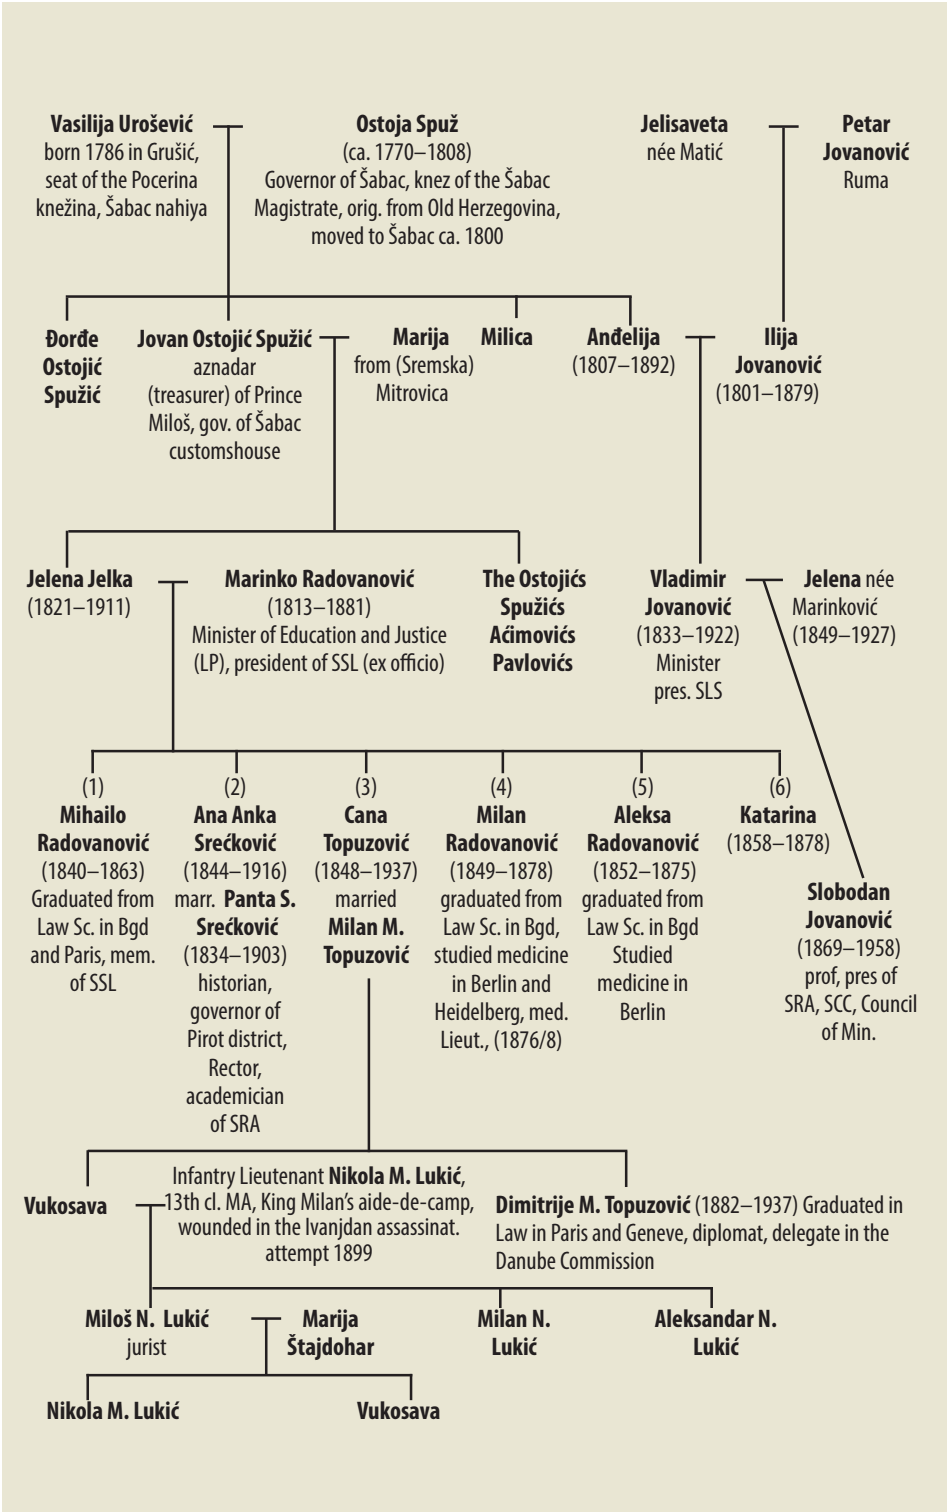 Vasilija Urošević
born 1786 in Grušić,
seat of the Pocerina
knežina, Šabac nahiya
Ostoja Spuž
(ca. 1770–1808)
Governor of Šabac, knez of the Šabac
Magistrate, orig. from Old Herzegovina,
moved to Šabac ca. 1800
Jelisaveta
née Matić
Petar
Jovanović
Ruma
Đorđe
Ostojić
Spužić
Jovan Ostojić Spužić
aznadar
(treasurer) of Prince
Miloš, gov. of Šabac
customshouse
Marija
from (Sremska)
Mitrovica
Milica
Anđelija
(1807–1892)
Ilija
Jovanović
(1801–1879)
Jelena Jelka
(1821–1911)
Marinko Radovanović
(1813–1881)
Minister of Education and Justice
(LP), president of SSL (ex officio)
The Ostojićs
Spužićs
Aćimovićs
Pavlovićs
Vladimir
Jovanović
(1833–1922)
Minister
pres. SLS
Jelena née
Marinković
(1849–1927)
(1)
Mihailo
Radovanović
(1840–1863)
Graduated from
Law Sc. in Bgd
and Paris, mem.
of SSL
(2)
Ana Anka
Srećković
(1844–1916)
marr. Panta S.
Srećković
(1834–1903)
historian,
governor of
Pirot district,
Rector,
academician
of SRA
(3)
Cana
Topuzović
(1848–1937)
married
Milan M.
Topuzović
(4)
Milan
Radovanović
(1849–1878)
graduated from
Law Sc. in Bgd,
studied medicine
in Berlin and
Heidelberg, med.
Lieut., (1876/8)
(5)
Aleksa
Radovanović
(1852–1875)
graduated from
Law Sc. in Bgd
Studied
medicine in
Berlin
(6)
Katarina
(1858–1878)
Slobodan
Jovanović
(1869–1958)
prof, pres of
SRA, SCC, Council
of Min.
Vukosava
Infantry Lieutenant Nikola M. Lukić,
13th cl. MA, King Milan's aide-de-camp,
wounded in the Ivanjdan assassinat.
attempt 1899
Dimitrije M. Topuzović (1882–1937) Graduated in
Law in Paris and Geneve, diplomat, delegate in the
Danube Commission
Miloš N. Lukić
jurist
Marija
Štajdohar
Milan N.
Lukić
Aleksandar N.
Lukić
Nikola M. Lukić
Vukosava